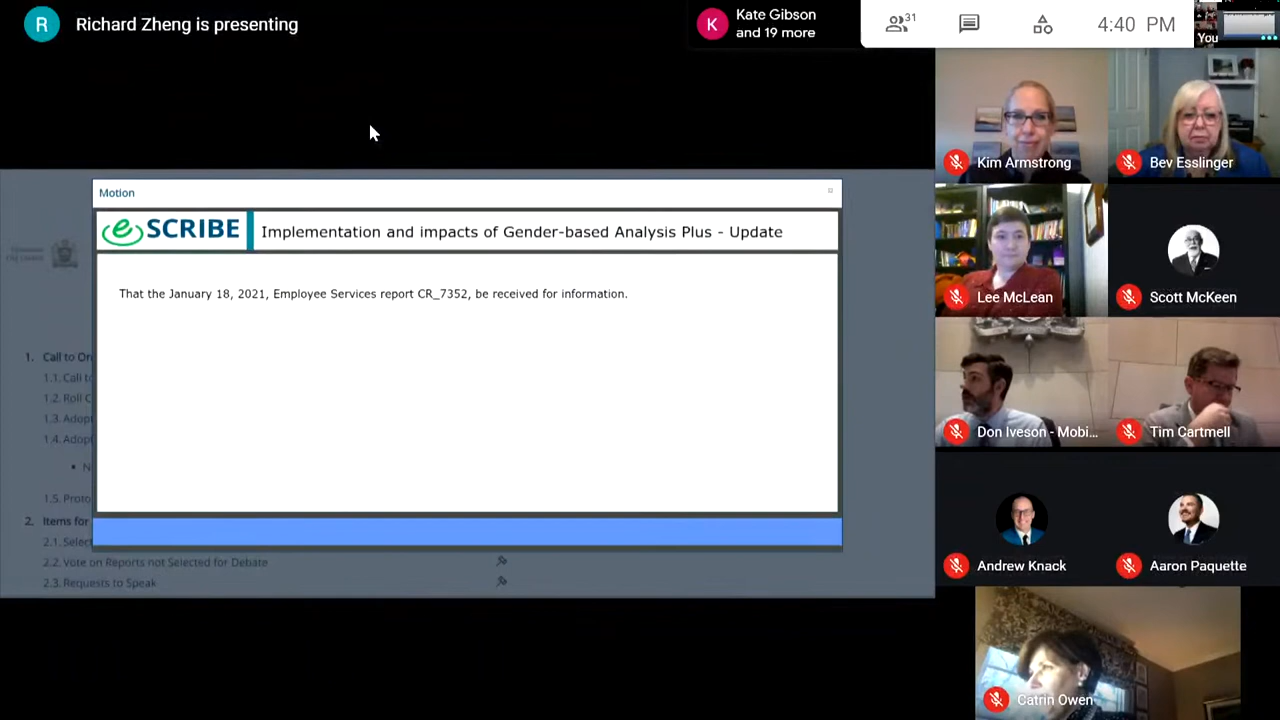 R
Richard Zheng is presenting
K
Kate Gibson
and 19 more
31
4:40 PM
You
Motion
eSCRIBE
Implementation and impacts of Gender-based Analysis Plus - Update
That the January 18, 2021, Employee Services report CR_7352, be received for information.
1. Call to Or
1.1. Call to
1.2. Roll C
1.3. Adopt
1.4. Adopt
• N
1.5. Proto
2. Items for
2.1. Select
2.2. Vote on Reports not Selected for Debate
2.3. Requests to Speak
Kim Armstrong
Bev Esslinger
Lee McLean
Scott McKeen
Don Iveson - Mobi...
Tim Cartmell
Andrew Knack
Aaron Paquette
Catrin Owen